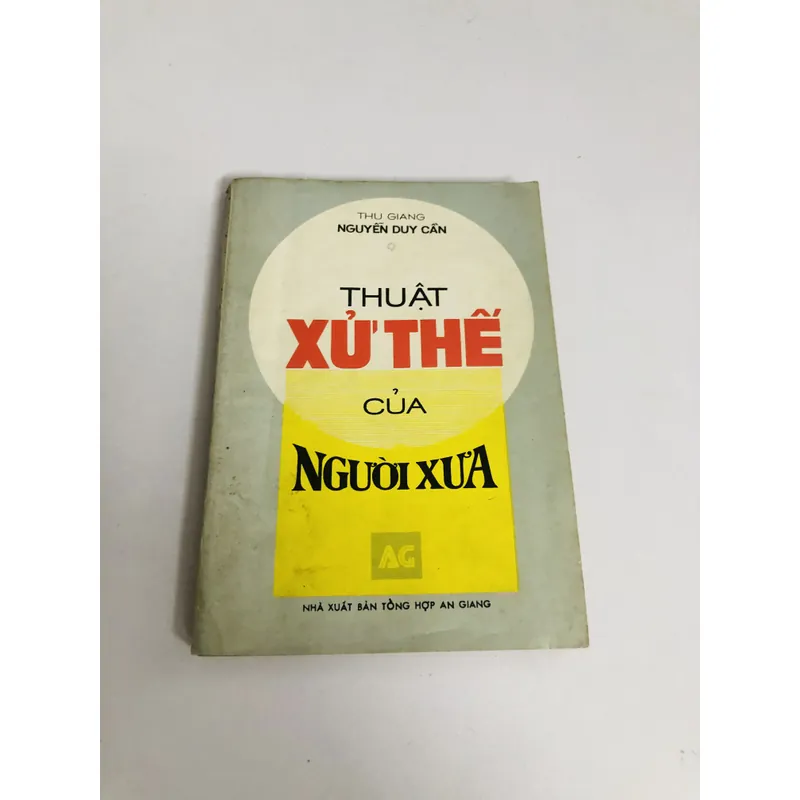 THU GIANG
NGUYỄN DUY CẦN
THUẬT
XỬ THẾ
CỦA
NGƯỜI XƯA
AG
NHÀ XUẤT BẢN TỔNG HỢP AN GIANG